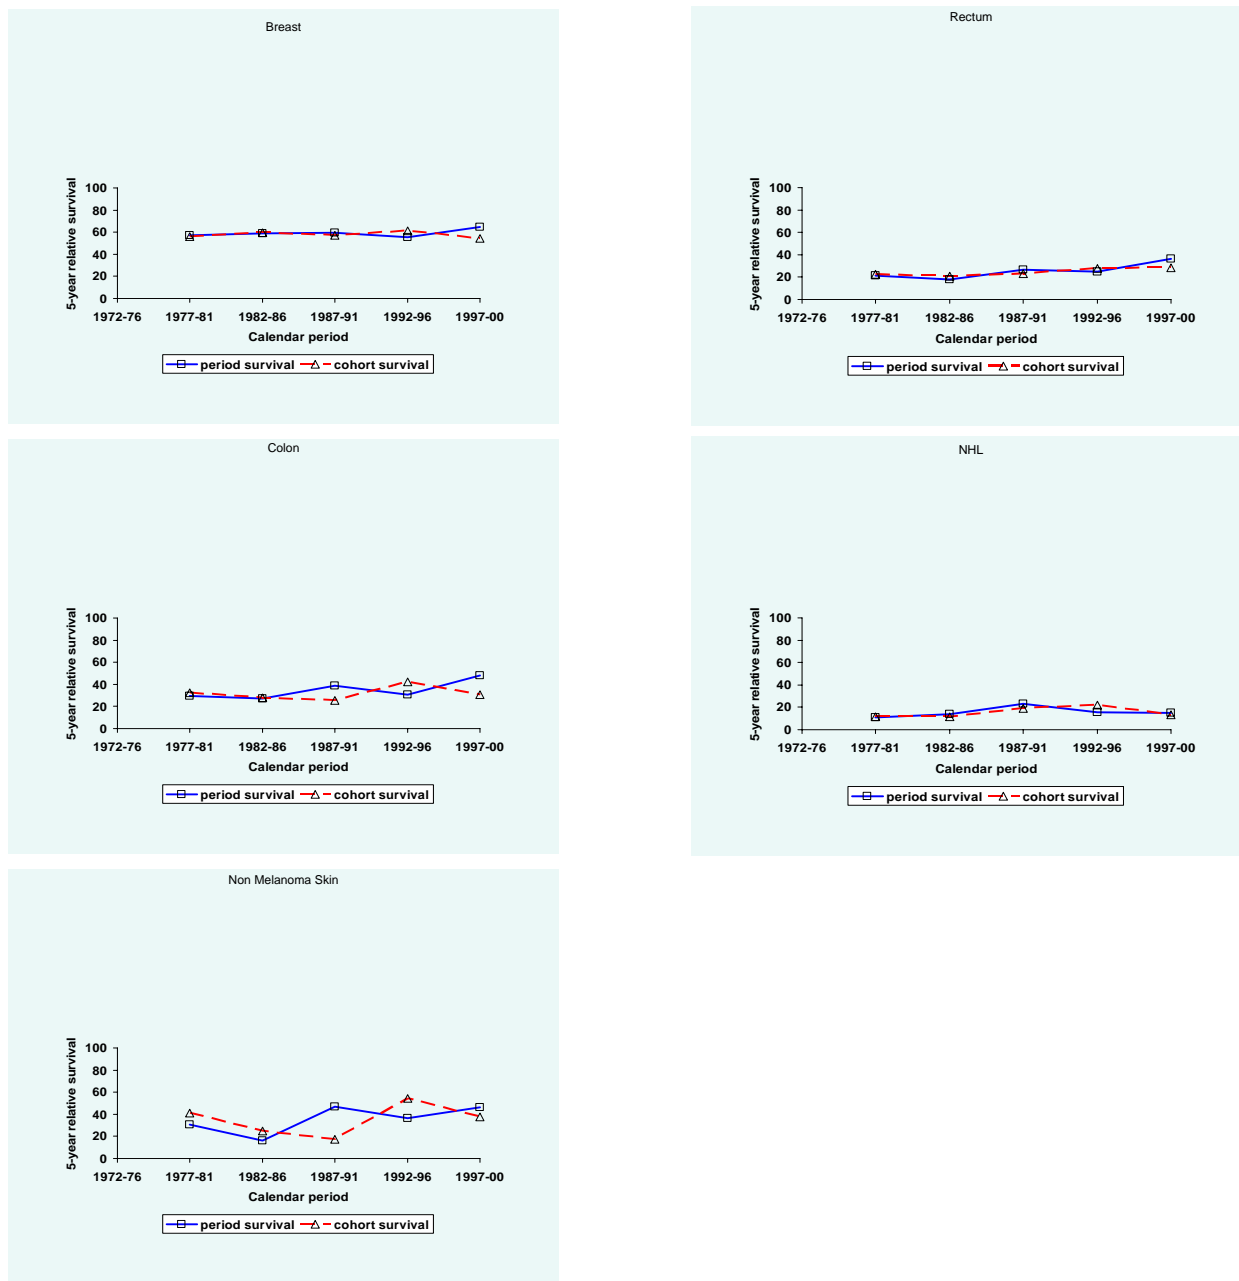 Breast
5-year relative survival
100
80
60
40
20
0
1972-76 1977-81 1982-86 1987-91 1992-96 1997-00
Calendar period
period survival cohort survival
Rectum
5-year relative survival
100
80
60
40
20
0
1972-76 1977-81 1982-86 1987-91 1992-96 1997-00
Calendar period
period survival cohort survival
Colon
5-year relative survival
100
80
60
40
20
0
1972-76 1977-81 1982-86 1987-91 1992-96 1997-00
Calendar period
period survival cohort survival
NHL
5-year relative survival
100
80
60
40
20
0
1972-76 1977-81 1982-86 1987-91 1992-96 1997-00
Calendar period
period survival cohort survival
Non Melanoma Skin
5-year relative survival
100
80
60
40
20
0
1972-76 1977-81 1982-86 1987-91 1992-96 1997-00
Calendar period
period survival cohort survival